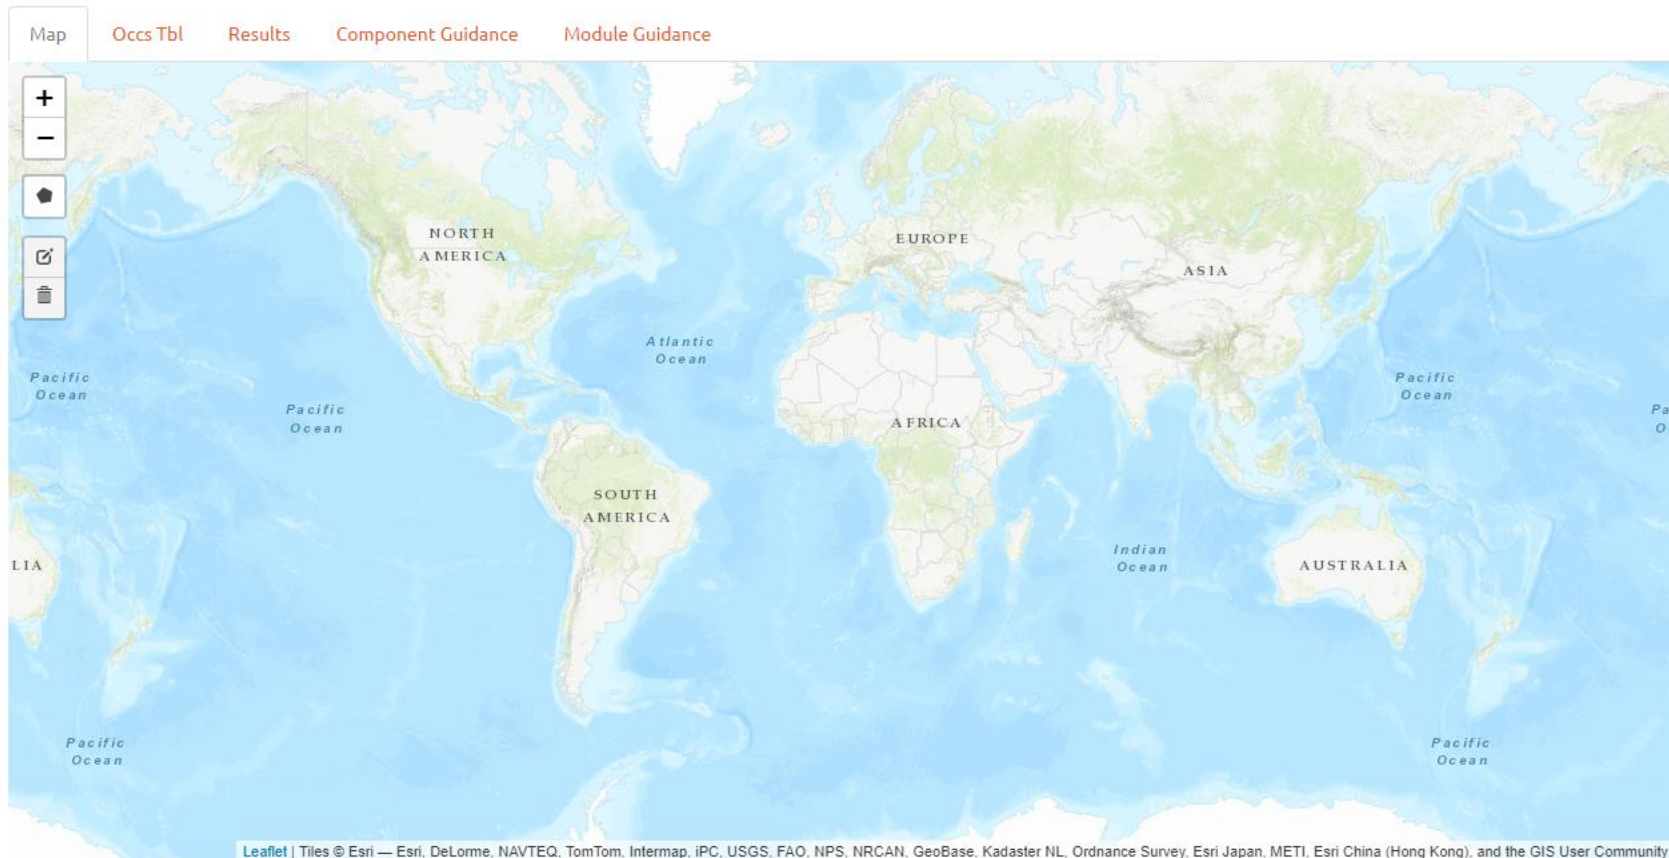 Map Occs Tbl Results Component Guidance Module Guidance
+
−
NORTH
AMERICA
EUROPE
ASIA
Atlantic
Ocean
Pacific
Ocean
Pacific
Ocean
Pacific
Ocean
Pa
O
AFRICA
SOUTH
AMERICA
Indian
Ocean
LIA
AUSTRALIA
Pacific
Ocean
Pacific
Ocean
Leaflet | Tiles © Esri — Esri, DeLorme, NAVTEQ, TomTom, Intermap, iPC, USGS, FAO, NPS, NRCAN, GeoBase, Kadaster NL, Ordnance Survey, Esri Japan, METI, Esri China (Hong Kong), and the GIS User Community